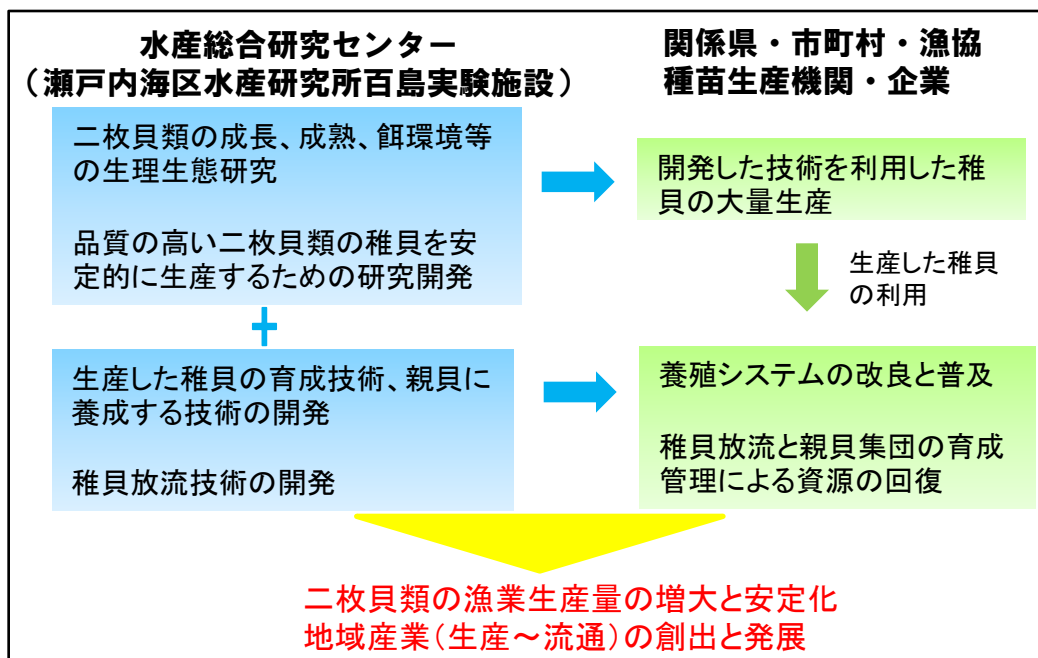 水産総合研究センター
（瀬戸内海区水産研究所百島実験施設）
二枚貝類の成長、成熟、餌環境等
の生理生態研究
品質の高い二枚貝類の稚貝を安
定的に生産するための研究開発
+
生産した稚貝の育成技術、親貝に
養成する技術の開発
稚貝放流技術の開発
関係県・市町村・漁協
種苗生産機関・企業
開発した技術を利用した稚
貝の大量生産
生産した稚貝
の利用
養殖システムの改良と普及
稚貝放流と親貝集団の育成
管理による資源の回復
二枚貝類の漁業生産量の増大と安定化
地域産業（生産～流通）の創出と発展